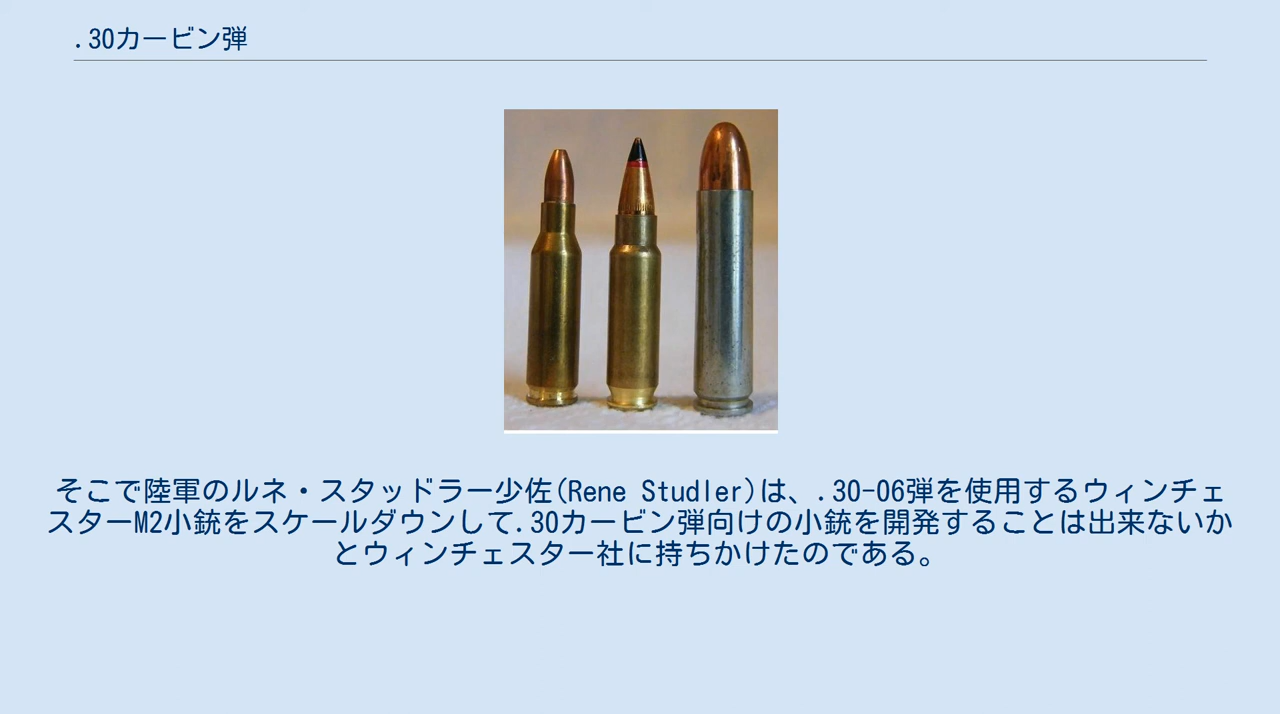 .30カービン弾
そこで陸軍のルネ・スタッドラー少佐(Rene Studler)は、.30-06弾を使用するウィンチェ
スターM2小銃をスケールダウンして.30カービン弾向けの小銃を開発することは出来ないか
とウィンチェスター社に持ちかけたのである。